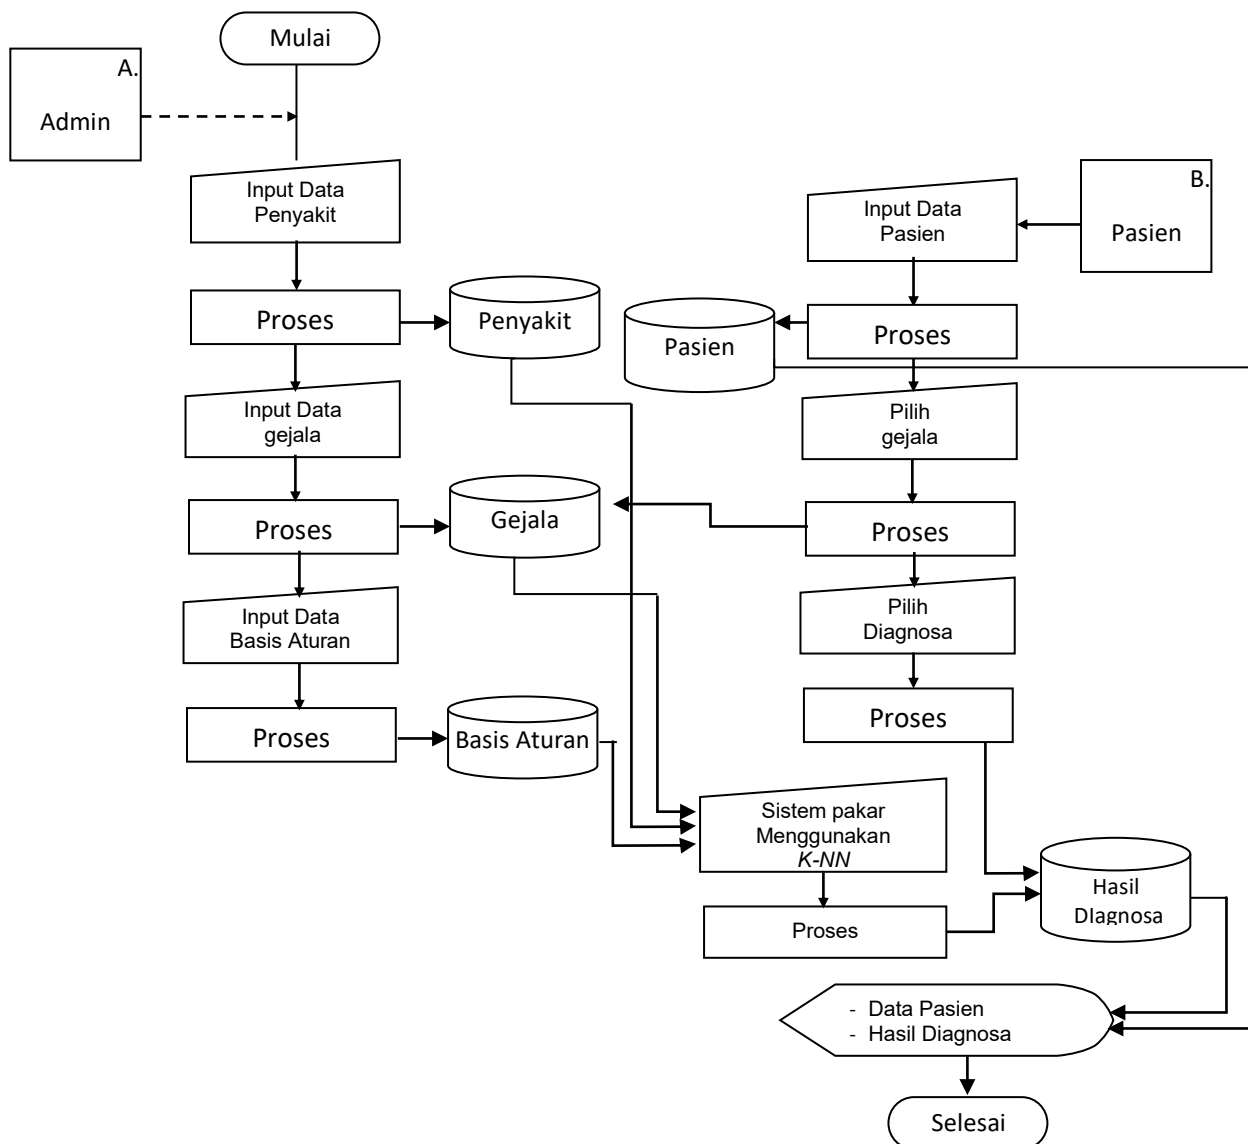 Mulai
A.
Admin
Input Data
Penyakit
Proses
Penyakit
Input Data
gejala
Proses
Gejala
Input Data
Basis Aturan
Proses
Basis Aturan
B.
Pasien
Input Data
Pasien
Proses
Pasien
Pilih
gejala
Proses
Pilih
Diagnosa
Proses
Sistem pakar
Menggunakan
K-NN
Proses
Hasil
DIagnosa
- Data Pasien
- Hasil Diagnosa
Selesai